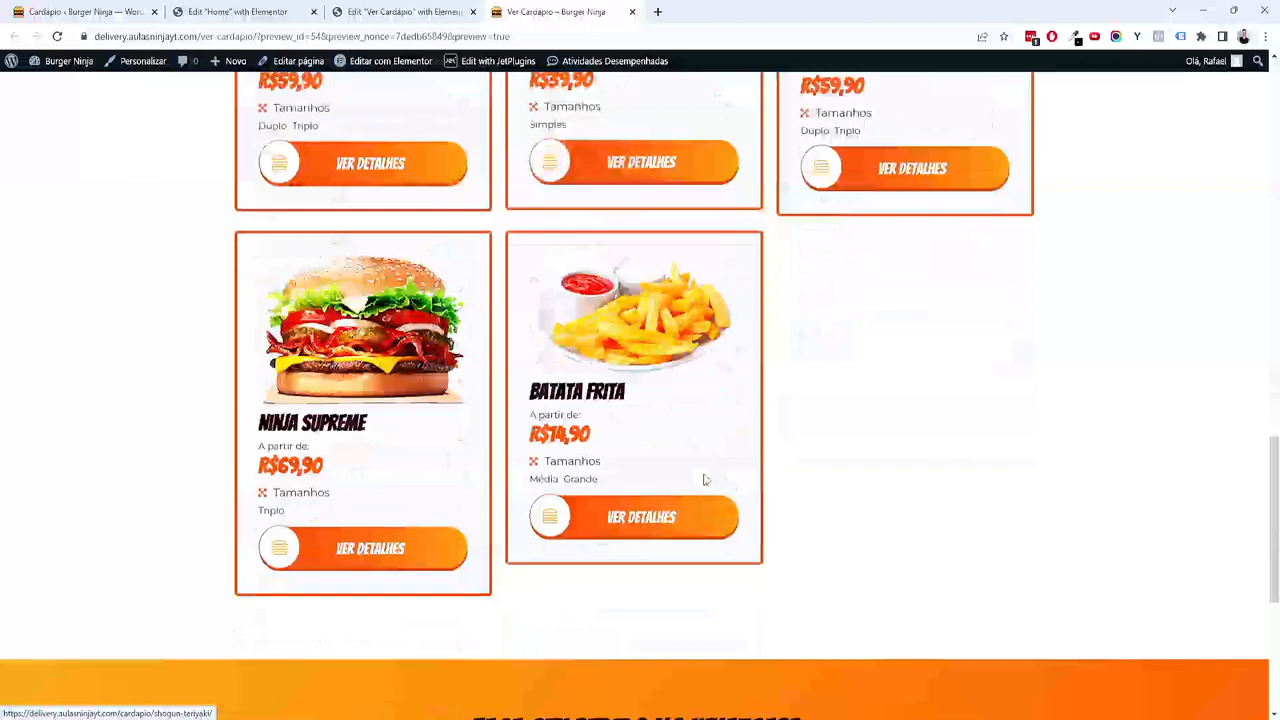 Cardápio ‹ Burger Ninja — Wor
Edit "Home" with Elementor
Edit "Ver Cardápio" with Eleme
Ver Cardápio – Burger Ninja
delivery.aulasninjayt.com/ver-cardapio/?preview_id=54&preview_nonce=7dedb65849&preview=true
Burger Ninja
Personalizar
0
Novo
Editar página
Editar com Elementor
Edit with JetPlugins
Atividades Desempenhadas
Olá, Rafael
R$59,90
Tamanhos
Duplo Triplo
VER DETALHES
R$39,90
Tamanhos
Simples
VER DETALHES
R$59,90
Tamanhos
Duplo Triplo
VER DETALHES
NINJA SUPREME
A partir de:
R$69,90
Tamanhos
Triplo
VER DETALHES
BATATA FRITA
A partir de:
R$14,90
Tamanhos
Média Grande
VER DETALHES
https://delivery.aulasninjayt.com/cardapio/shogun-teriyaki/